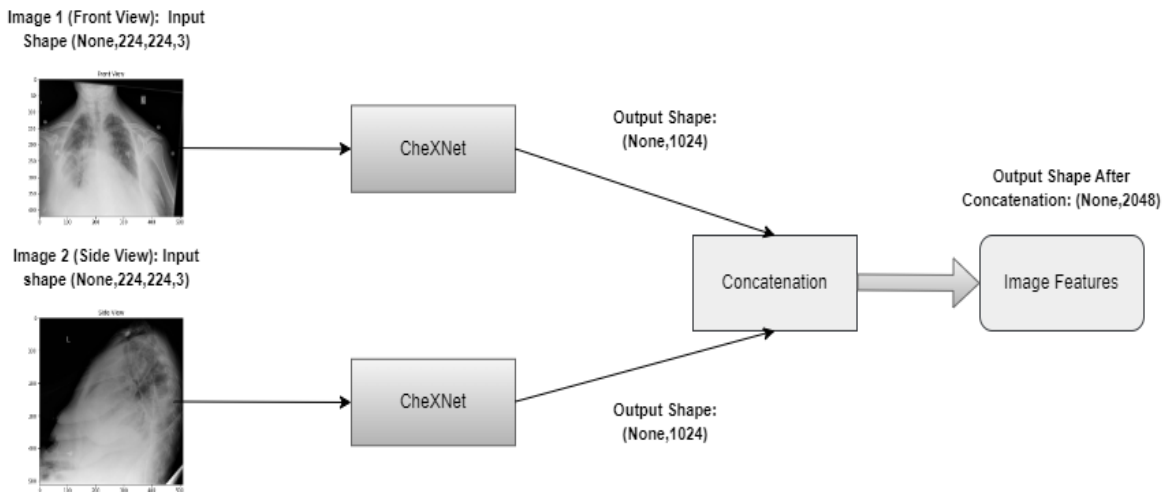 Image 1 (Front View): Input
Shape (None,224,224,3)
Front View
CheXNet
Output Shape:
(None,1024)
Output Shape After
Concatenation: (None,2048)
Image 2 (Side View): Input
shape (None,224,224,3)
Concatenation
Image Features
Side View
L
CheXNet
Output Shape:
(None,1024)